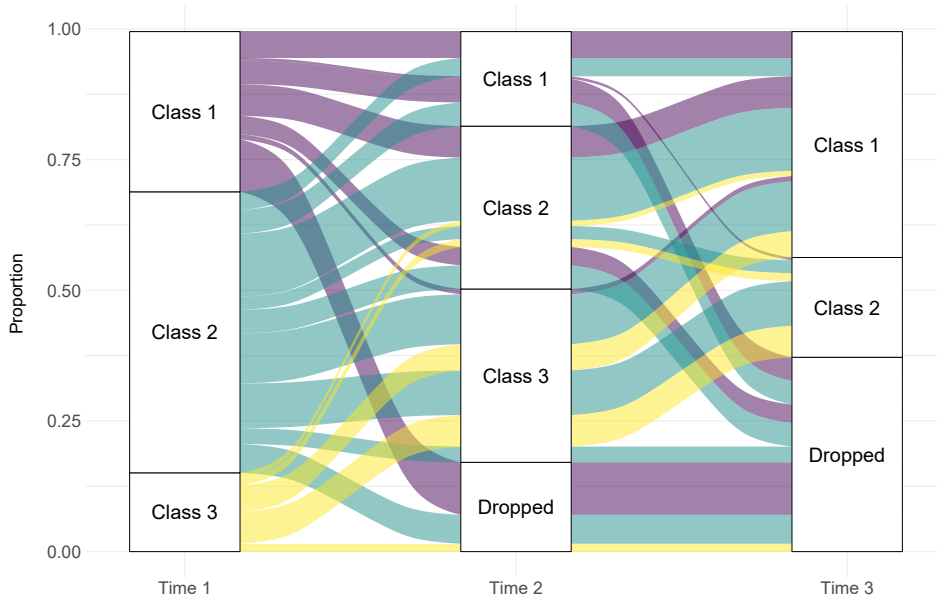 1.00
0.75
0.50
0.25
0.00
Proportion
Class 1
Class 2
Class 3
Class 1
Class 2
Class 3
Dropped
Class 1
Class 2
Dropped
Time 1
Time 2
Time 3